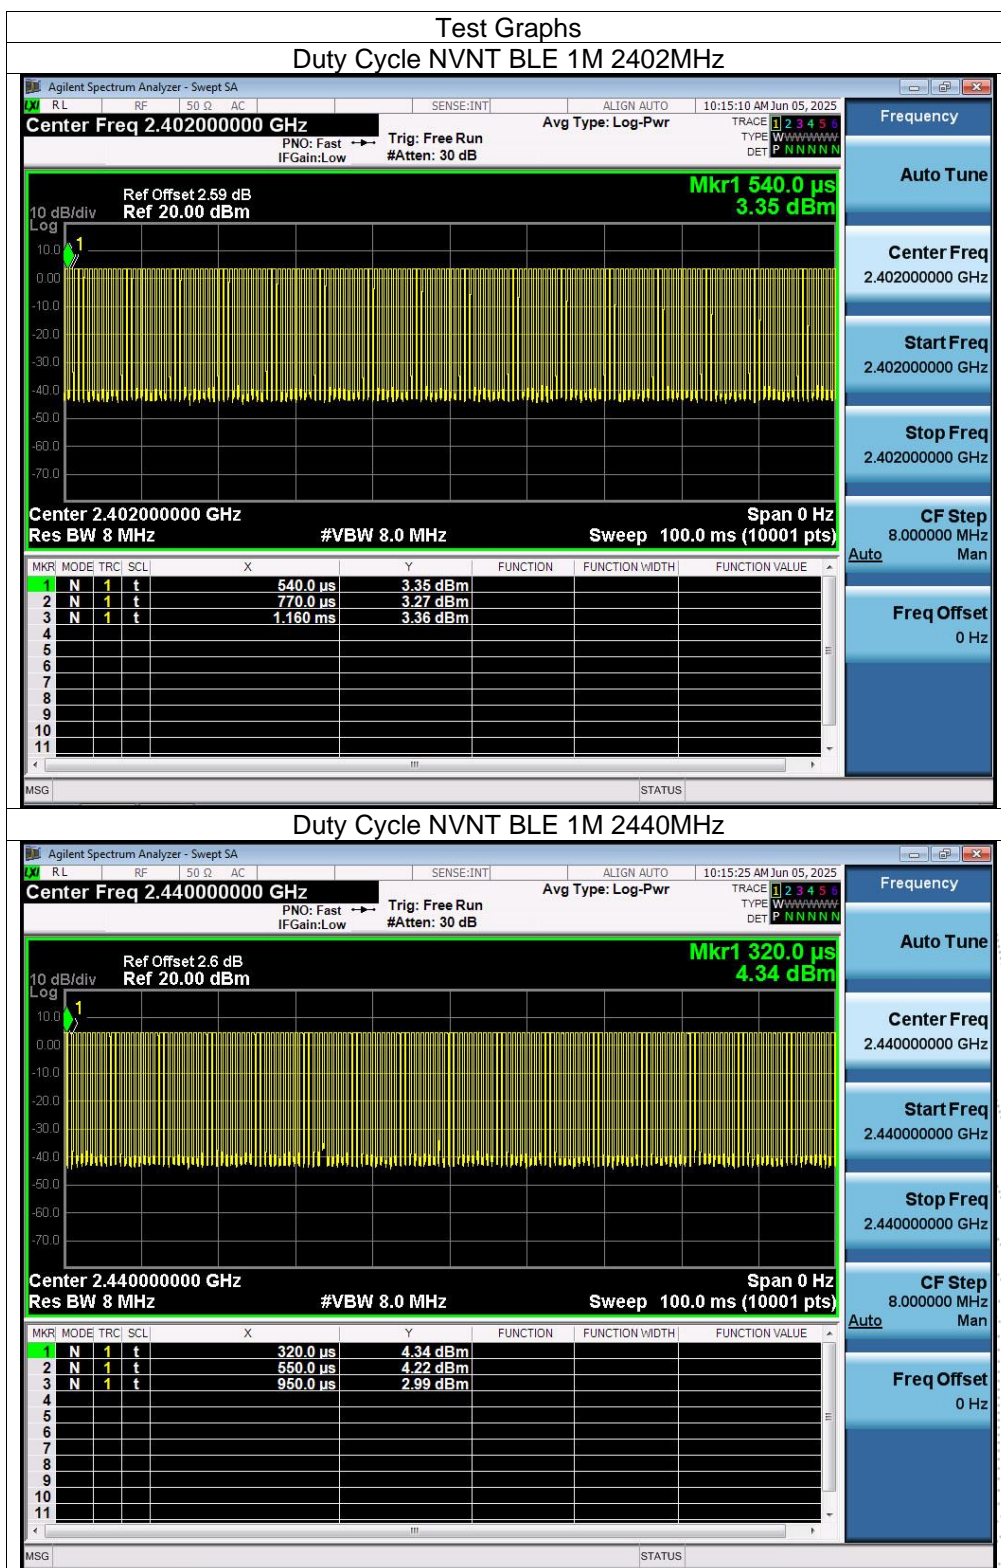 Test Graphs
Duty Cycle NVNT BLE 1M 2402MHz
Agilent Spectrum Analyzer - Swept SA
LXI RL RF 50 Ω AC SENSE:INT ALIGN AUTO 10:15:10 AM Jun 05, 2025
Center Freq 2.402000000 GHz Avg Type: Log-Pwr TRACE 1 2 3 4 5 6
PNO: Fast Trig: Free Run TYPE WWWWWW
IFGain:Low #Atten: 30 dB DET P N N N N N
Frequency
Auto Tune
Center Freq
2.402000000 GHz
Start Freq
2.402000000 GHz
Stop Freq
2.402000000 GHz
CF Step
8.000000 MHz
Auto Man
Freq Offset
0 Hz
Mkr1 540.0 µs
3.35 dBm
Ref Offset 2.59 dB
10 dB/div Ref 20.00 dBm
Log
1
10.0
0.00
-10.0
-20.0
-30.0
-40.0
-50.0
-60.0
-70.0
Center 2.402000000 GHz Span 0 Hz
Res BW 8 MHz #VBW 8.0 MHz Sweep 100.0 ms (10001 pts)
MKR MODE TRC SCL X Y FUNCTION FUNCTION WIDTH FUNCTION VALUE
1 N 1 t 540.0 µs 3.35 dBm
2 N 1 t 770.0 µs 3.27 dBm
3 N 1 t 1.160 ms 3.36 dBm
4
5
6
7
8
9
10
11
MSG STATUS
Duty Cycle NVNT BLE 1M 2440MHz
Agilent Spectrum Analyzer - Swept SA
LXI RL RF 50 Ω AC SENSE:INT ALIGN AUTO 10:15:25 AM Jun 05, 2025
Center Freq 2.440000000 GHz Avg Type: Log-Pwr TRACE 1 2 3 4 5 6
PNO: Fast Trig: Free Run TYPE WWWWWW
IFGain:Low #Atten: 30 dB DET P N N N N N
Frequency
Auto Tune
Center Freq
2.440000000 GHz
Start Freq
2.440000000 GHz
Stop Freq
2.440000000 GHz
CF Step
8.000000 MHz
Auto Man
Freq Offset
0 Hz
Mkr1 320.0 µs
4.34 dBm
Ref Offset 2.6 dB
10 dB/div Ref 20.00 dBm
Log
1
10.0
0.00
-10.0
-20.0
-30.0
-40.0
-50.0
-60.0
-70.0
Center 2.440000000 GHz Span 0 Hz
Res BW 8 MHz #VBW 8.0 MHz Sweep 100.0 ms (10001 pts)
MKR MODE TRC SCL X Y FUNCTION FUNCTION WIDTH FUNCTION VALUE
1 N 1 t 320.0 µs 4.34 dBm
2 N 1 t 550.0 µs 4.22 dBm
3 N 1 t 950.0 µs 2.99 dBm
4
5
6
7
8
9
10
11
MSG STATUS